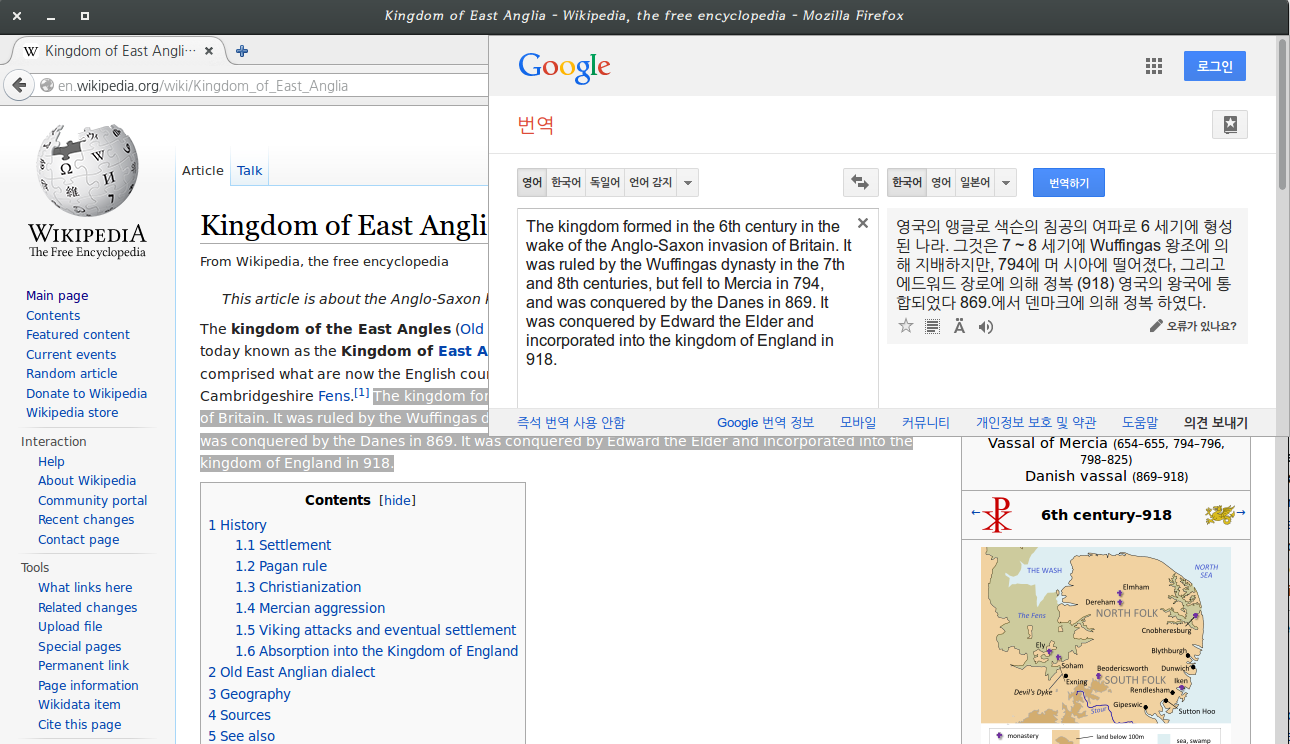 Kingdom of East Anglia - Wikipedia, the free encyclopedia - Mozilla Firefox
W Kingdom of East Angli···
en.wikipedia.org/wiki/Kingdom_of_East_Anglia
WIKIPEDIA
The Free Encyclopedia
Main page
Contents
Featured content
Current events
Random article
Donate to Wikipedia
Wikipedia store
Interaction
Help
About Wikipedia
Community portal
Recent changes
Contact page
Tools
What links here
Related changes
Upload file
Special pages
Permanent link
Page information
Wikidata item
Cite this page
Article Talk
Kingdom of East Angli
From Wikipedia, the free encyclopedia
This article is about the Anglo-Saxon
The kingdom of the East Angles (Old
today known as the Kingdom of East A
comprised what are now the English cou
Cambridgeshire Fens.[1] The kingdom for
of Britain. It was ruled by the Wuffingas d
was conquered by the Danes in 869. It was conquered by Edward the Elder and incorporated into the
kingdom of England in 918.
Contents [hide]
1 History
1.1 Settlement
1.2 Pagan rule
1.3 Christianization
1.4 Mercian aggression
1.5 Viking attacks and eventual settlement
1.6 Absorption into the Kingdom of England
2 Old East Anglian dialect
3 Geography
4 Sources
5 See also
Google
로그인
번역
영어 한국어 독일어 언어 감지
한국어 영어 일본어
번역하기
The kingdom formed in the 6th century in the
wake of the Anglo-Saxon invasion of Britain. It
was ruled by the Wuffingas dynasty in the 7th
and 8th centuries, but fell to Mercia in 794,
and was conquered by the Danes in 869. It
was conquered by Edward the Elder and
incorporated into the kingdom of England in
918.
영국의 앵글로 색슨의 침공의 여파로 6 세기에 형성
된 나라. 그것은 7 ~ 8 세기에 Wuffingas 왕조에 의
해 지배하지만, 794에 머 시아에 떨어졌다, 그리고
에드워드 장로에 의해 정복 (918) 영국의 왕국에 통
합되었다 869.에서 덴마크에 의해 정복 하였다.
Ä
오류가 있나요?
즉석 번역 사용 안함 Google 번역 정보 모바일 커뮤니티 개인정보 보호 및 약관 도움말 의견 보내기
Vassal of Mercia (654–655, 794–796,
798–825)
Danish vassal (869–918)
← 6th century–918 →
THE WASH
NORTH
SEA
Elmham
Dereham
NORTH FOLK
The Fens
Cnobheresburg
Ely
Blythburgh
Soham
Beodericsworth
Dunwich
Exning
SOUTH FOLK
Iken
Devil's Dyke
Rendlesham
Stour
Gipeswic
Sutton Hoo
monastery
land below 100m
sea, swamp